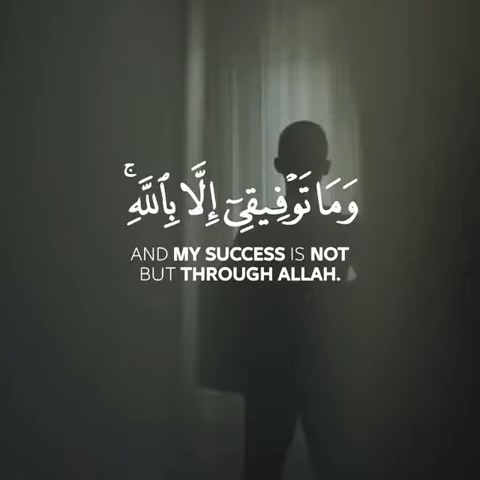 وَمَا تَوْفِيقِىٓ إِلَّا بِٱللَّهِ ۚ
AND MY SUCCESS IS NOT
BUT THROUGH ALLAH.